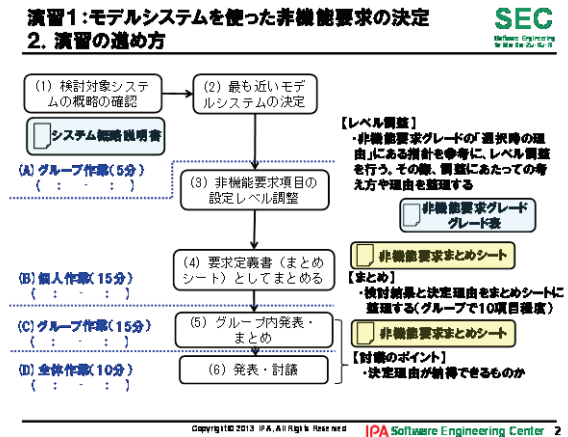 演習1:モデルシステムを使った非機能要求の決定
2. 演習の進め方
SEC
Software Engineering
(1) 検討対象システ
ムの概略の確認
(2) 最も近いモデ
ルシステムの決定
システム概略説明書
(A) グループ作業(5分)
( : - : )
(3) 非機能要求項目の
設定レベル調整
【レベル調整】
・非機能要求グレードの「選択時の理
由」にある指針を参考に、レベル調整
を行う。その際、調整にあたっての考
え方や理由を整理する
非機能要求グレード
グレード表
(4) 要求定義書(まとめ
シート)としてまとめる
非機能要求まとめシート
(B) 個人作業(15分)
( : - : )
【まとめ】
・検討結果と決定理由をまとめシートに
整理する(グループで10項目程度)
(C) グループ作業(15分)
( : - : )
(5) グループ内発表・
まとめ
非機能要求まとめシート
(D) 全体作業(10分)
( : - : )
(6) 発表・討議
【討議のポイント】
・決定理由が納得できるものか
Copyright© 2013 IPA, All Rights Reserved
IPA Software Engineering Center 2